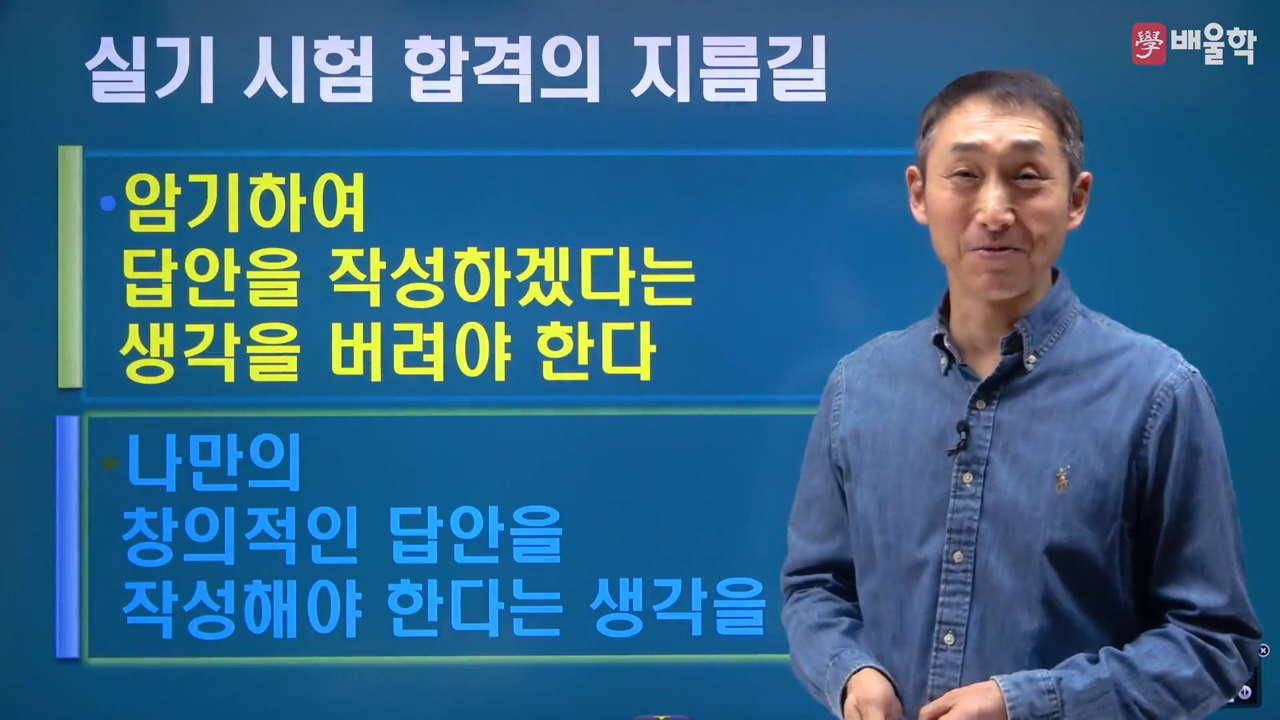 실기 시험 합격의 지름길
學 배울학
암기하여
답안을 작성하겠다는
생각을 버려야 한다
나만의
창의적인 답안을
작성해야 한다는 생각을